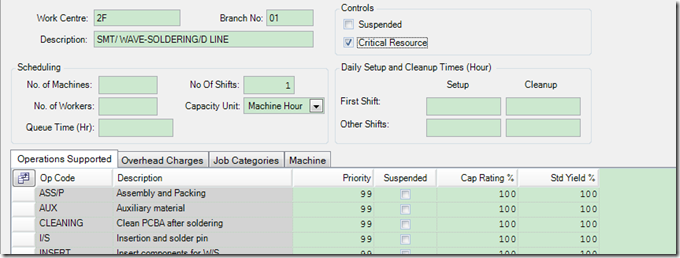 Work Centre: 2F Branch No: 01
Description: SMT/ WAVE-SOLDERING/D LINE
Controls
Suspended
Critical Resource
Scheduling
No. of Machines: No Of Shifts: 1
No. of Workers: Capacity Unit: Machine Hour
Queue Time (Hr):
Daily Setup and Cleanup Times (Hour)
Setup Cleanup
First Shift:
Other Shifts:
Operations Supported Overhead Charges Job Categories Machine
Op Code Description Priority Suspended Cap Rating % Std Yield %
ASS/P Assembly and Packing 99 100 100
AUX Auxiliary material 99 100 100
CLEANING Clean PCBA after soldering 99 100 100
I/S Insertion and solder pin 99 100 100
INSERT Insert components for W/S 99 100 100